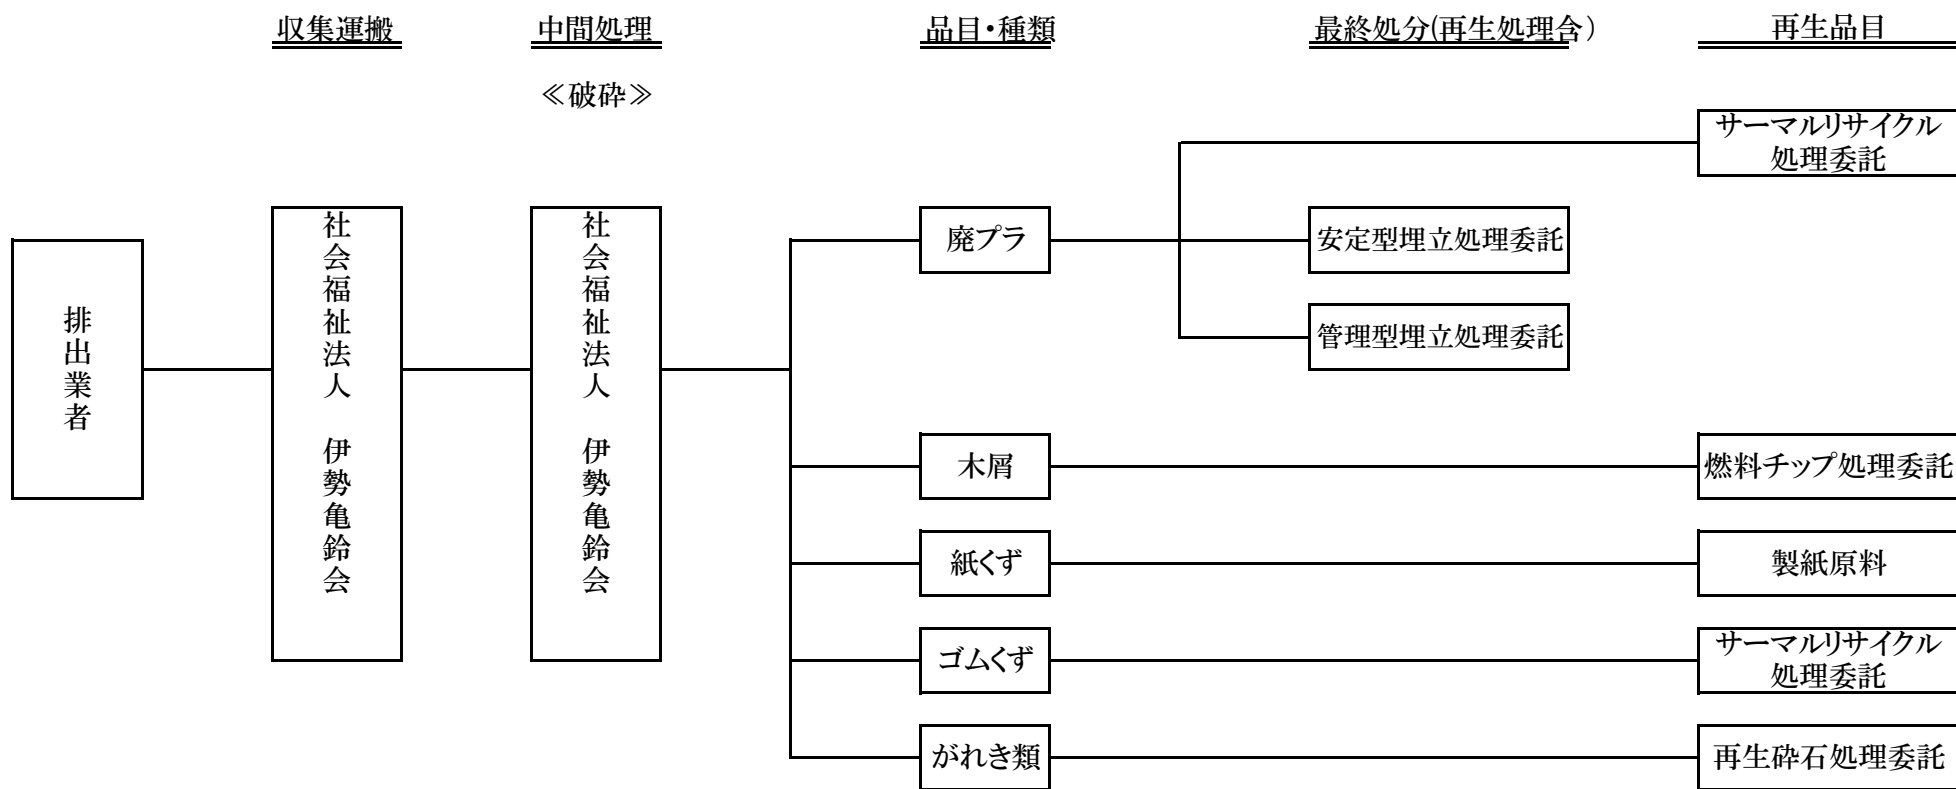 収集運搬
中間処理
品目・種類
最終処分(再生処理含)
再生品目
≪破砕≫
サーマルリサイクル
処理委託
排出業者
社会福祉法人　伊勢亀鈴会
社会福祉法人　伊勢亀鈴会
廃プラ
安定型埋立処理委託
管理型埋立処理委託
木屑
燃料チップ処理委託
紙くず
製紙原料
ゴムくず
サーマルリサイクル
処理委託
がれき類
再生砕石処理委託